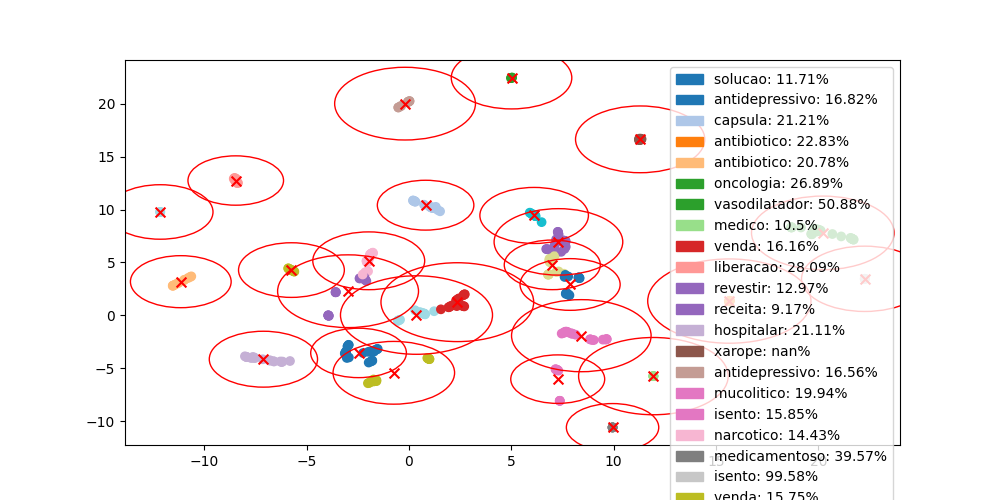 20
15
10
5
0
−5
−10
−10
−5
0
5
10
15
20
solucao: 11.71%
antidepressivo: 16.82%
capsula: 21.21%
antibiotico: 22.83%
antibiotico: 20.78%
oncologia: 26.89%
vasodilatador: 50.88%
medico: 10.5%
venda: 16.16%
liberacao: 28.09%
revestir: 12.97%
receita: 9.17%
hospitalar: 21.11%
xarope: nan%
antidepressivo: 16.56%
mucolitico: 19.94%
isento: 15.85%
narcotico: 14.43%
medicamentoso: 39.57%
isento: 99.58%
venda: 15.75%